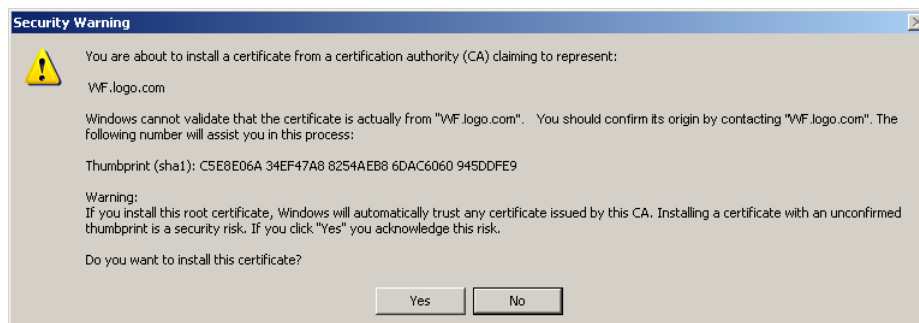 Security Warning
You are about to install a certificate from a certification authority (CA) claiming to represent:
WF.logo.com
Windows cannot validate that the certificate is actually from "WF.logo.com". You should confirm its origin by contacting "WF.logo.com". The
following number will assist you in this process:
Thumbprint (sha1): C5E8E06A 34EF47A8 8254AEB8 6DAC6060 945DDFE9
Warning:
If you install this root certificate, Windows will automatically trust any certificate issued by this CA. Installing a certificate with an unconfirmed
thumbprint is a security risk. If you click "Yes" you acknowledge this risk.
Do you want to install this certificate?
Yes No